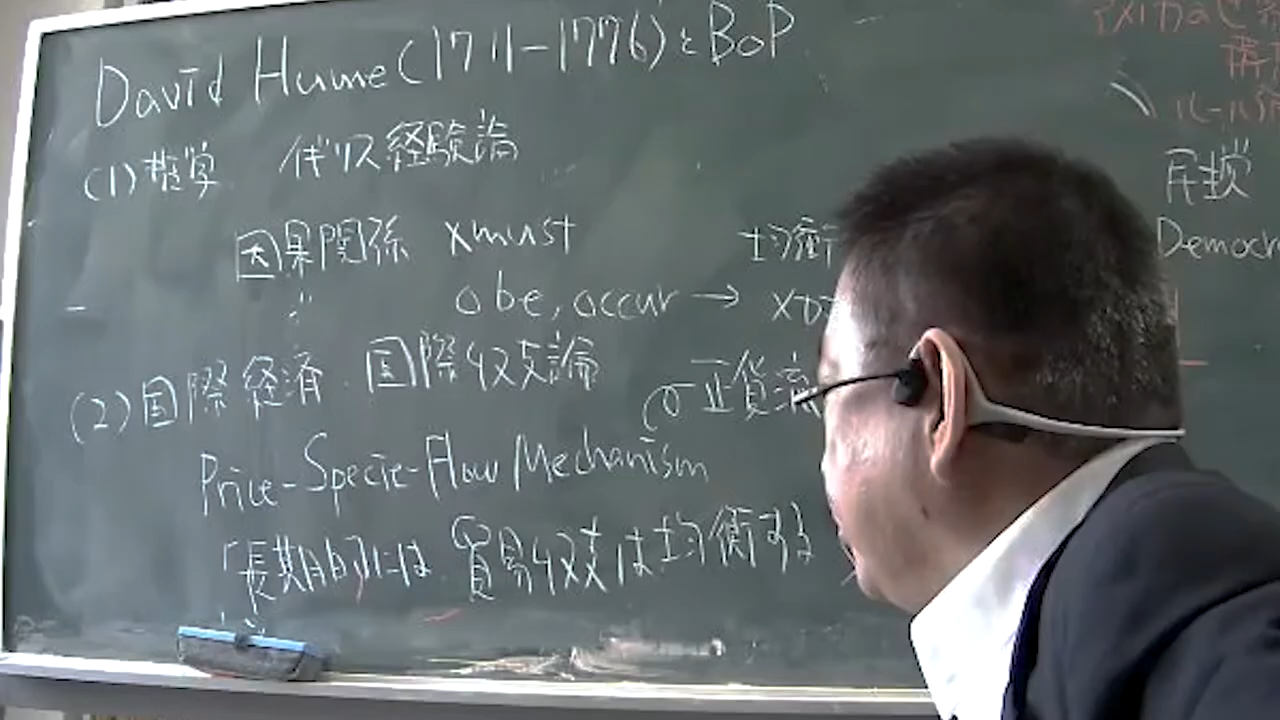 David Hume (1711-1776)とBoP
(1)哲学 イギリス経験論
因果関係 ×must
○be, occur →
均衡
(2)国際経済 国際収支論
正貨流
Price-Specie-Flow Mechanism
「長期的には 貿易収支は均衡する
Democr